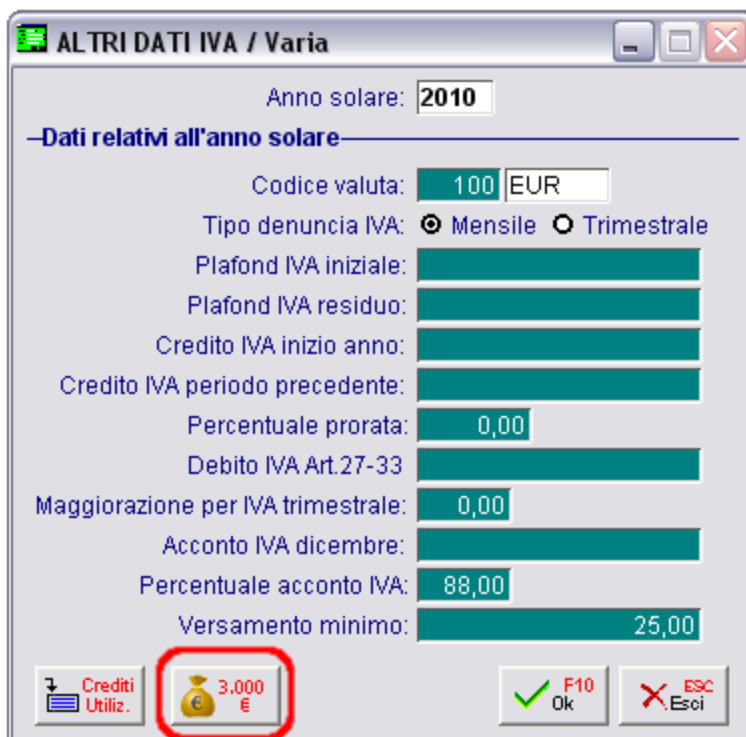 ALTRI DATI IVA / Varia
Anno solare: 2010
Dati relativi all'anno solare
Codice valuta: 100 EUR
Tipo denuncia IVA: Mensile Trimestrale
Plafond IVA iniziale:
Plafond IVA residuo:
Credito IVA inizio anno:
Credito IVA periodo precedente:
Percentuale prorata: 0,00
Debito IVA Art.27-33
Maggiorazione per IVA trimestrale: 0,00
Acconto IVA dicembre:
Percentuale acconto IVA: 88,00
Versamento minimo: 25,00
Crediti Utiliz.
3.000 €
F10 Ok
ESC Esci